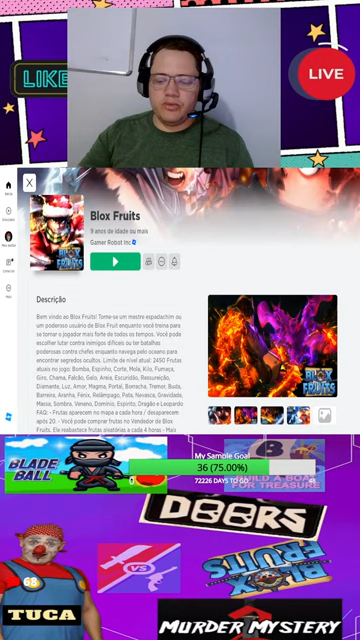 LIKE
LIVE
X
Blox Fruits
9 anos de idade ou mais
Gamer Robot Inc
Descrição
Bem vindo ao Blox Fruits! Torne-se um mestre espadachim ou
um poderoso usuário de Blox Fruit enquanto você treina para
se tornar o jogador mais forte de todos os tempos. Você pode
escolher lutar contra inimigos difíceis ou ter batalhas
poderosas contra chefes enquanto navega pelo oceano para
encontrar segredos ocultos. Limite de nível atual: 2450 Frutas
atuais no jogo: Bomba, Espinho, Corte, Mola, Kilo, Fumaça,
Giro, Chama, Falcão, Gelo, Areia, Escuridão, Ressureição,
Diamante, Luz, Amor, Magma, Portal, Borracha, Tremor, Buda,
Barreira, Aranha, Fênix, Relâmpago, Pata, Nevasca, Gravidade,
Massa, Sombra, Veneno, Domínio, Espírito, Dragão e Leopardo
FAQ: - Frutas aparecem no mapa a cada hora / desaparecem
após 20. - Você pode comprar frutas no Vendedor de Blox
Fruits. Ele reabastece frutas aleatórias a cada 4 horas. - Mais
BLOX
FRUITS
BLADE
BALL
My Sample Goal
36 (75.00%)
0
72226 DAYS TO GO
BUILD A BOAT
FOR TREASURE
DOORS
VS
BLOX
FRUITS
68
TUCA
MURDER MYSTERY
2